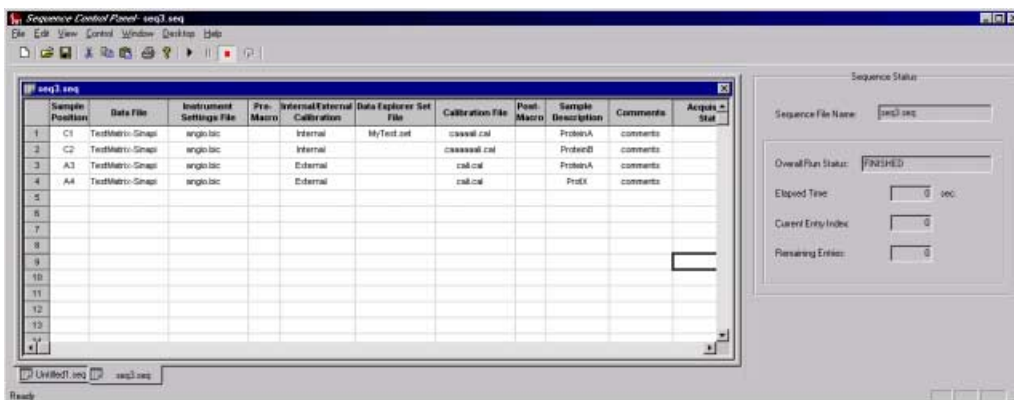 Sequence Control Panel - seq3.seq
File Edit View Control Window Desktop Help
seq3.seq
Sample Position Data File Instrument Settings File Pre-Macro Internal/External Calibration Data Explorer Set File Calibration File Post-Macro Sample Description Comments Acquis Stat
1 C1 TestMatrix-Sinapi angio.bic Internal MyTest.set caaaall.cal ProteinA comments
2 C2 TestMatrix-Sinapi angio.bic Internal ProteinB comments
3 A3 TestMatrix-Sinapi angio.bic External call.cal ProteinA comments
4 A4 TestMatrix-Sinapi angio.bic External call.cal ProtX comments
5
6
7
8
9
10
11
12
13
14
Untitled1.seq seq3.seq
Ready
Sequence Status
Sequence File Name: seq3.seq
Overall Run Status: FINISHED
Elapsed Time: 0 sec.
Current Entry Index: 0
Remaining Entries: 0